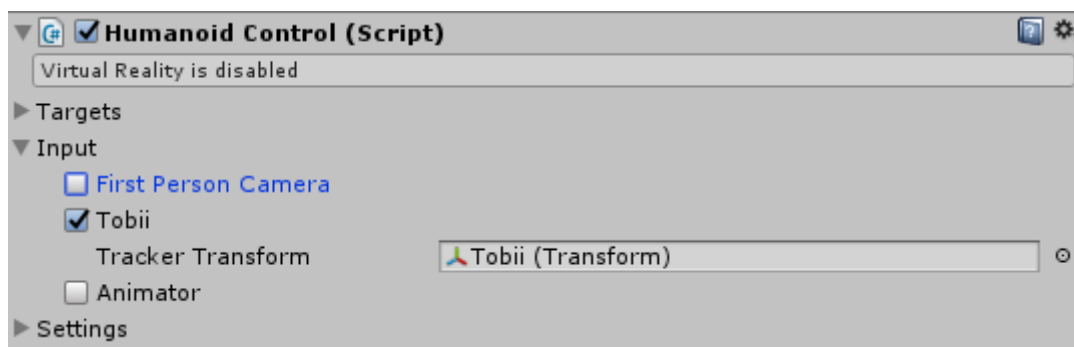 Humanoid Control (Script)
Virtual Reality is disabled
Targets
Input
First Person Camera
Tobii
Tracker Transform Tobii (Transform)
Animator
Settings